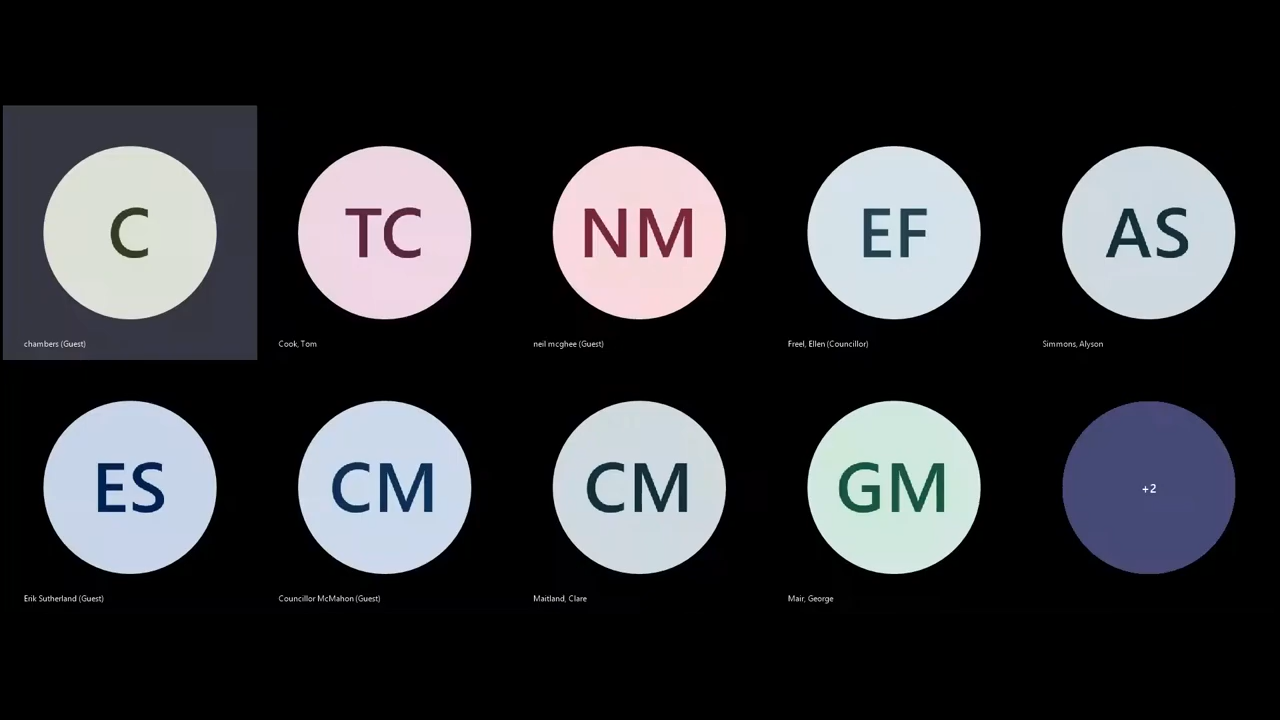 C
TC
NM
EF
AS
chambers (Guest)
Cook, Tom
neil mcghee (Guest)
Freel, Ellen (Councillor)
Simmons, Alyson
ES
CM
CM
GM
+2
Erik Sutherland (Guest)
Councillor McMahon (Guest)
Maitland, Clare
Mair, George